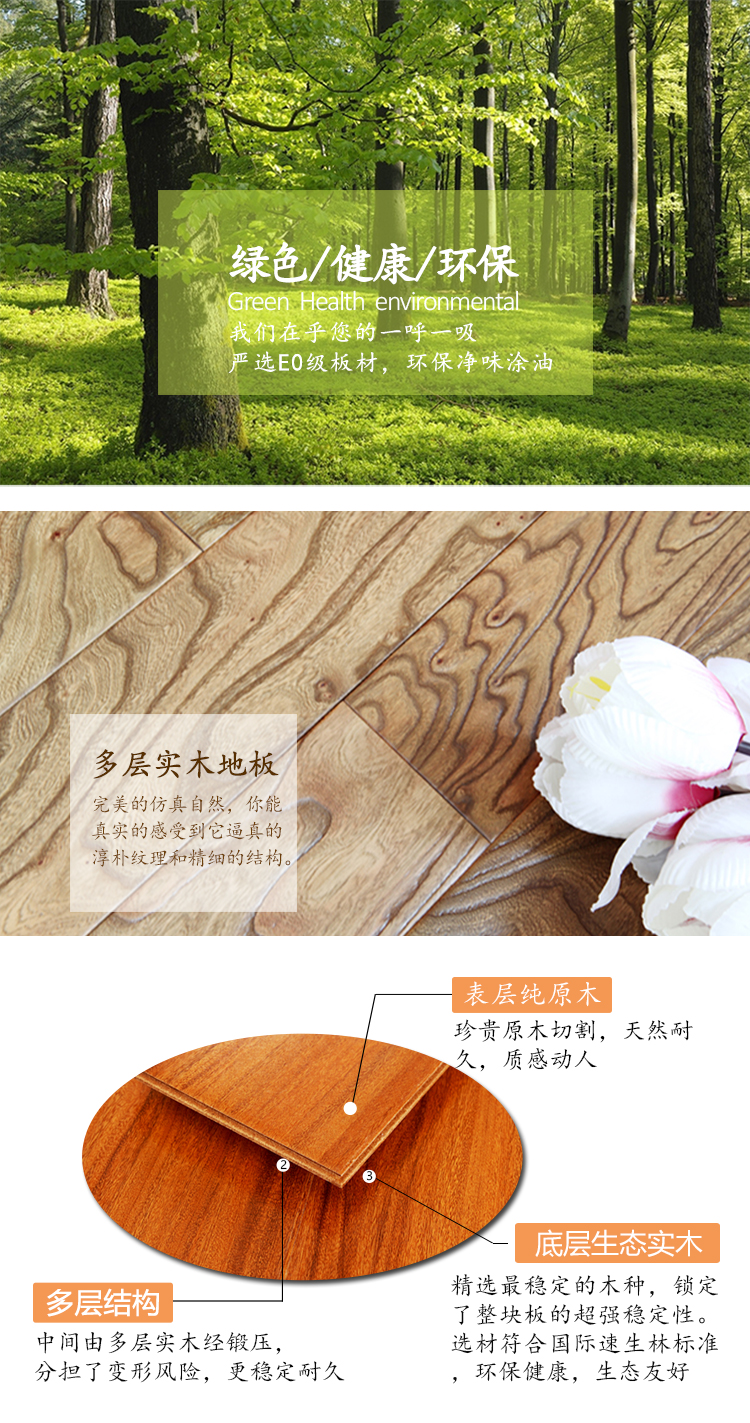 绿色/健康/环保
Green Health environmental
我们在乎您的一呼一吸
严选E0级板材，环保净味涂油
多层实木地板
完美的仿真自然，你能
真实的感受到它逼真的
淳朴纹理和精细的结构。
表层纯原木
珍贵原木切割，天然耐
久，质感动人
2
3
底层生态实木
精选最稳定的木种，锁定
了整块板的超强稳定性。
选材符合国际速生林标准
，环保健康，生态友好
多层结构
中间由多层实木经锻压，
分担了变形风险，更稳定耐久